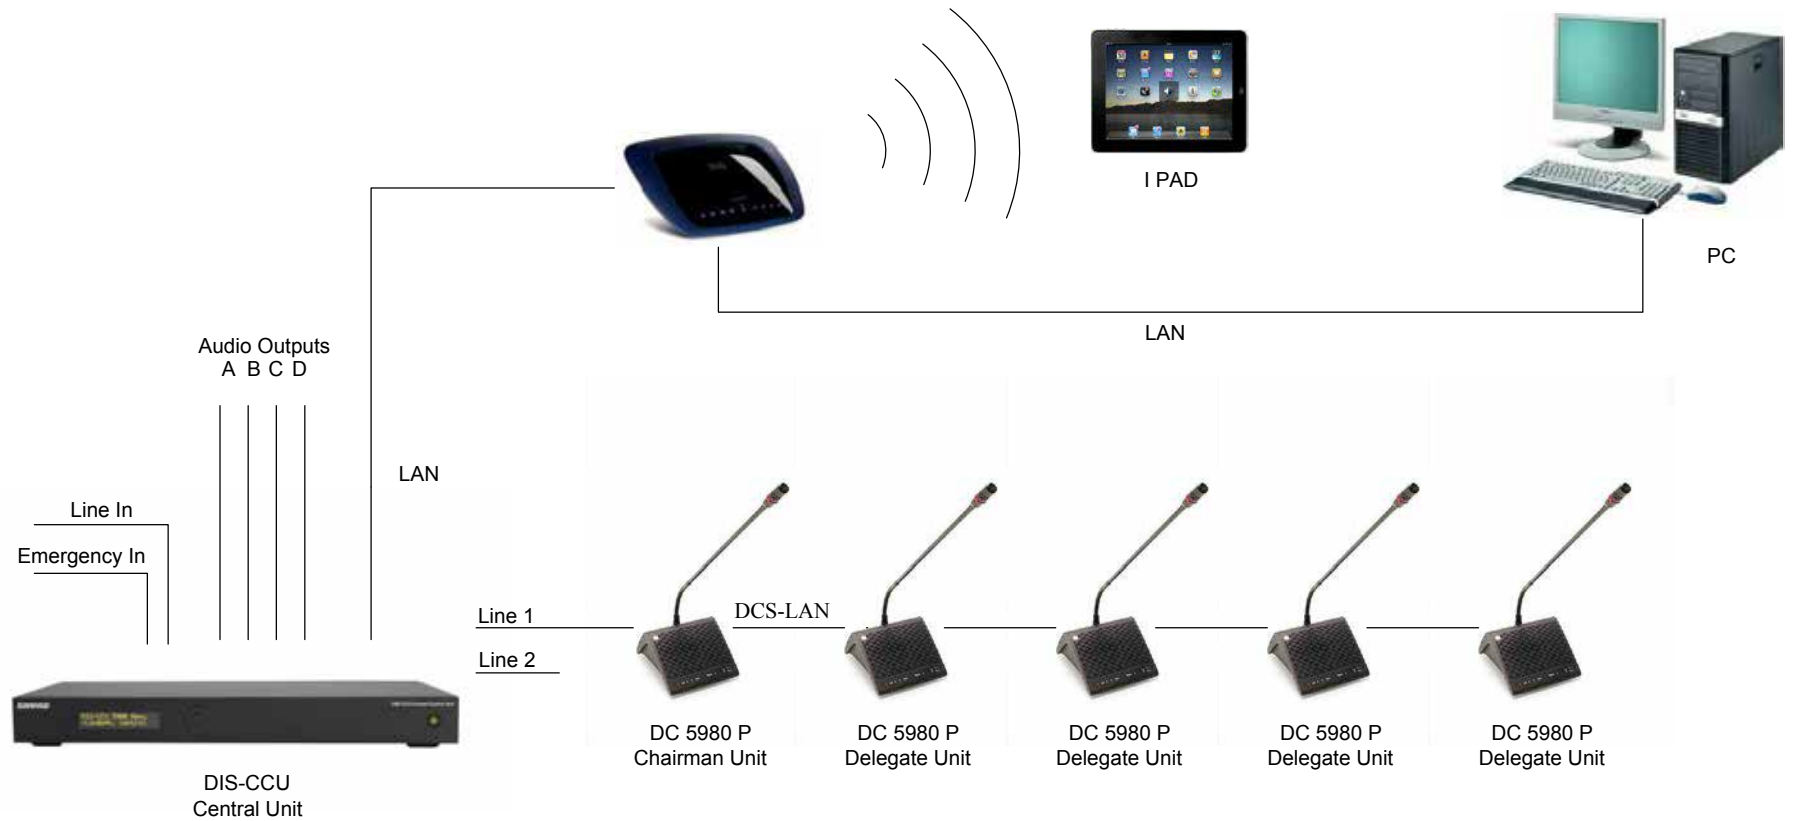 I PAD
PC
LAN
Audio Outputs
A B C D
LAN
Line In
Emergency In
Line 1
DCS-LAN
Line 2
SHURE
DC 5980 P
Chairman Unit
DC 5980 P
Delegate Unit
DC 5980 P
Delegate Unit
DC 5980 P
Delegate Unit
DC 5980 P
Delegate Unit
DIS-CCU
Central Unit